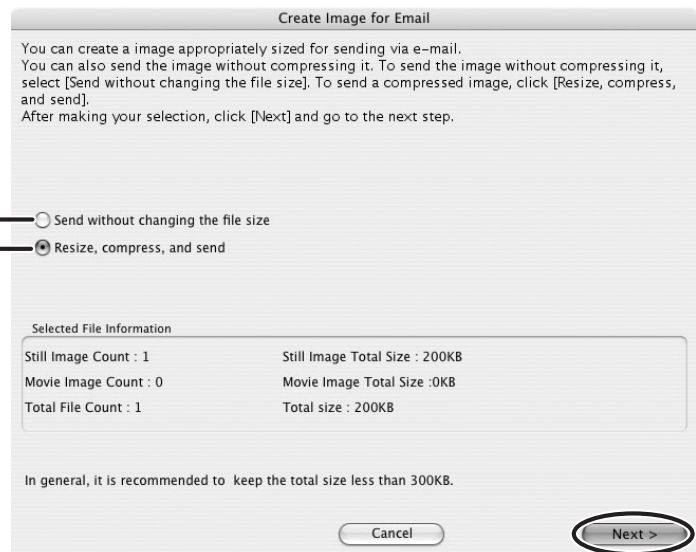 Create Image for Email
You can create a image appropriately sized for sending via e-mail.
You can also send the image without compressing it. To send the image without compressing it,
select [Send without changing the file size]. To send a compressed image, click [Resize, compress,
and send].
After making your selection, click [Next] and go to the next step.
Send without changing the file size
Resize, compress, and send
Selected File Information
Still Image Count : 1 Still Image Total Size : 200KB
Movie Image Count : 0 Movie Image Total Size :0KB
Total File Count : 1 Total size : 200KB
In general, it is recommended to keep the total size less than 300KB.
Cancel Next >